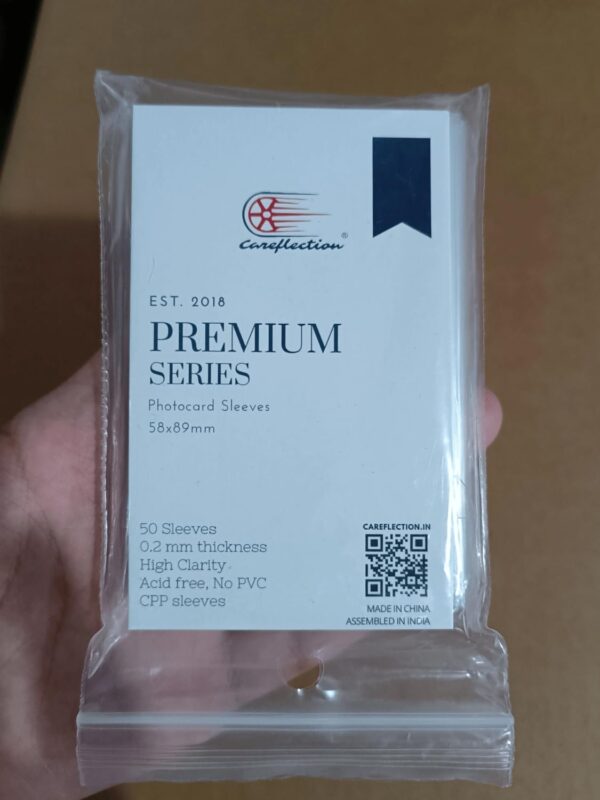 Careflection®
EST. 2018
PREMIUM
SERIES
Photocard Sleeves
58x89mm
50 Sleeves
0.2 mm thickness
High Clarity
Acid free, No PVC
CPP sleeves
CAREFLECTION.IN
MADE IN CHINA
ASSEMBLED IN INDIA